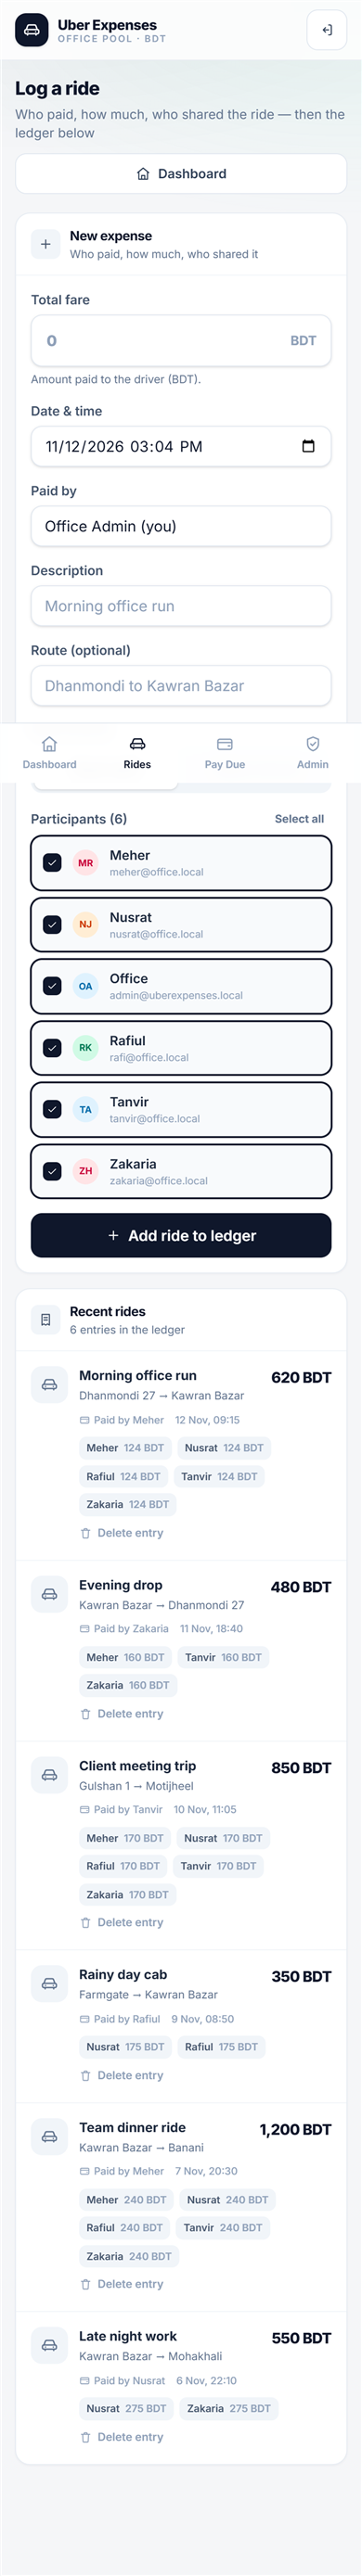 Uber Expenses
OFFICE POOL · BDT
Log a ride
Who paid, how much, who shared the ride — then the
ledger below
Dashboard
New expense
Who paid, how much, who shared it
Total fare
0 BDT
Amount paid to the driver (BDT).
Date & time
11/12/2026 03:04 PM
Paid by
Office Admin (you)
Description
Morning office run
Route (optional)
Dhanmondi to Kawran Bazar
Dashboard Rides Pay Due Admin
Participants (6) Select all
MR Meher
meher@office.local
NJ Nusrat
nusrat@office.local
OA Office
admin@uberexpenses.local
RK Rafiul
rafi@office.local
TA Tanvir
tanvir@office.local
ZH Zakaria
zakaria@office.local
Add ride to ledger
Recent rides
6 entries in the ledger
Morning office run 620 BDT
Dhanmondi 27 → Kawran Bazar
Paid by Meher 12 Nov, 09:15
Meher 124 BDT Nusrat 124 BDT
Rafiul 124 BDT Tanvir 124 BDT
Zakaria 124 BDT
Delete entry
Evening drop 480 BDT
Kawran Bazar → Dhanmondi 27
Paid by Zakaria 11 Nov, 18:40
Meher 160 BDT Tanvir 160 BDT
Zakaria 160 BDT
Delete entry
Client meeting trip 850 BDT
Gulshan 1 → Motijheel
Paid by Tanvir 10 Nov, 11:05
Meher 170 BDT Nusrat 170 BDT
Rafiul 170 BDT Tanvir 170 BDT
Zakaria 170 BDT
Delete entry
Rainy day cab 350 BDT
Farmgate → Kawran Bazar
Paid by Rafiul 9 Nov, 08:50
Nusrat 175 BDT Rafiul 175 BDT
Delete entry
Team dinner ride 1,200 BDT
Kawran Bazar → Banani
Paid by Meher 7 Nov, 20:30
Meher 240 BDT Nusrat 240 BDT
Rafiul 240 BDT Tanvir 240 BDT
Zakaria 240 BDT
Delete entry
Late night work 550 BDT
Kawran Bazar → Mohakhali
Paid by Nusrat 6 Nov, 22:10
Nusrat 275 BDT Zakaria 275 BDT
Delete entry